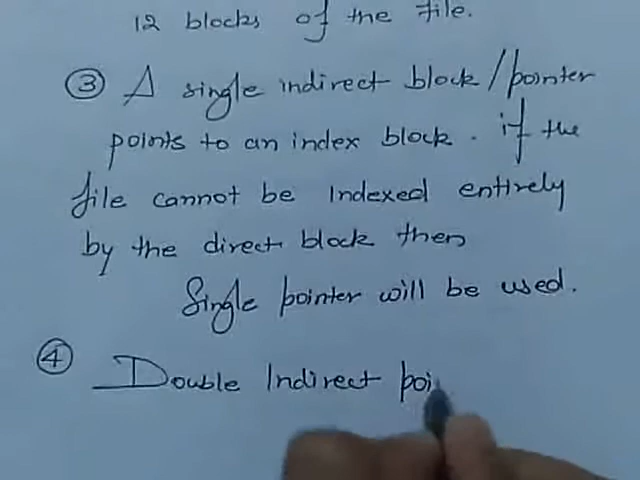 12 blocks of the file.
③ A single indirect block/pointer
points to an index block. if the
file cannot be Indexed entirely
by the direct block then
Single pointer will be used.
④ Double Indirect poi